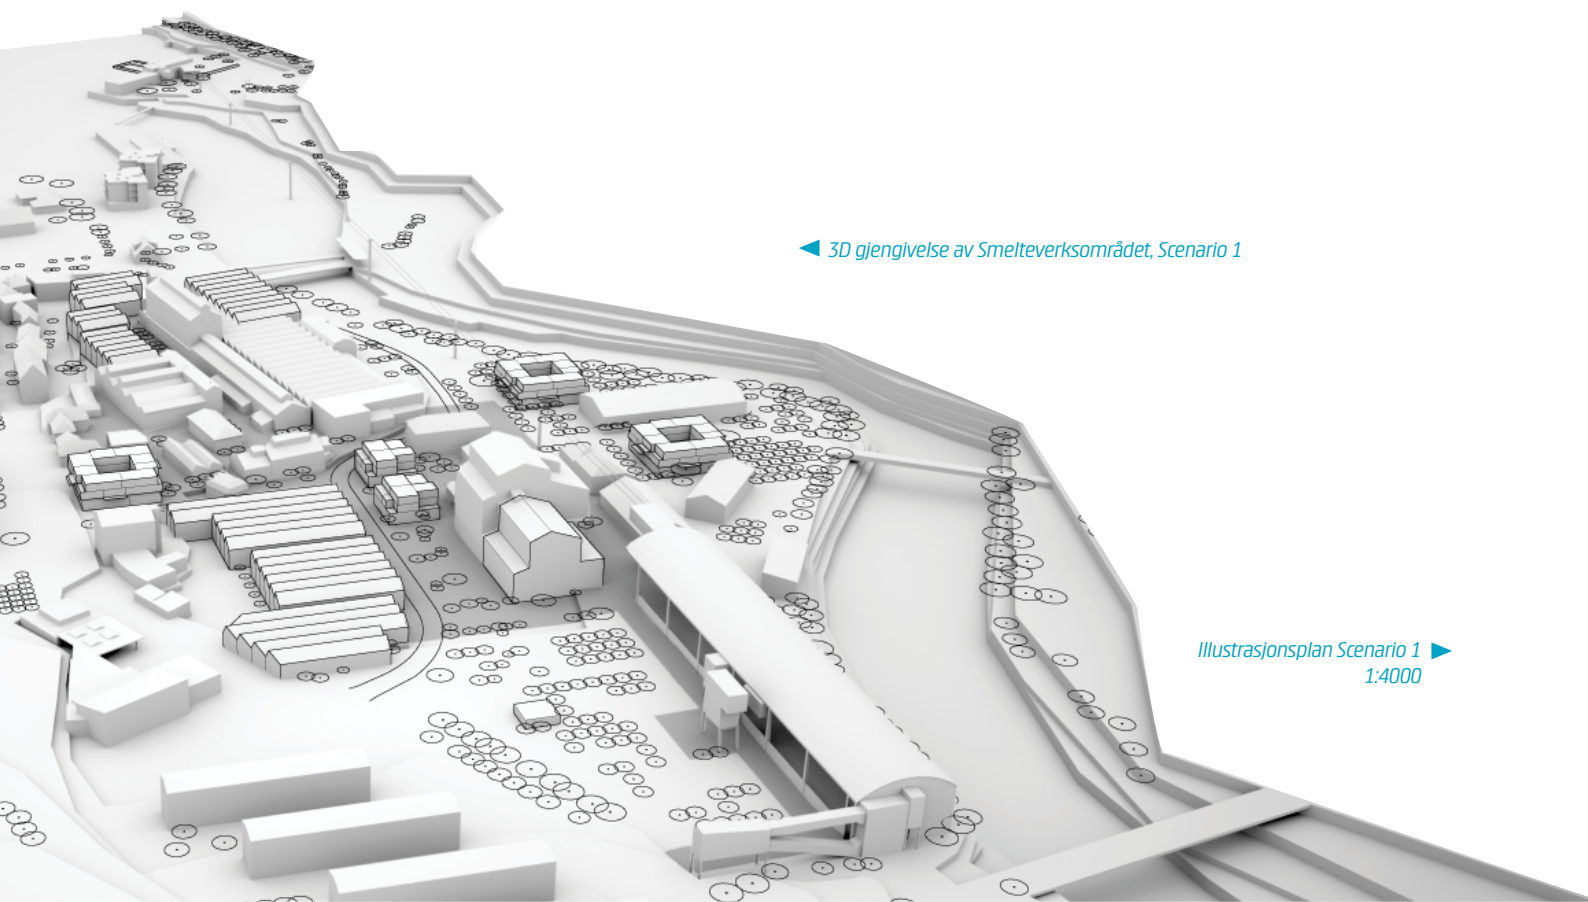 3D gjengivelse av Smelteverksområdet, Scenario 1
Illustrasjonsplan Scenario 1
1:4000